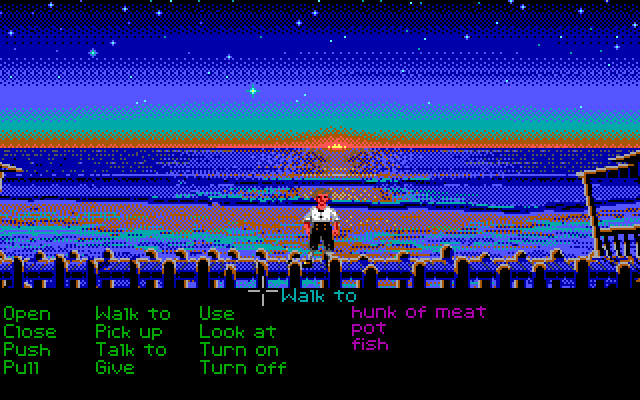 Walk to
Open Walk to Use hunk of meat
Close Pick up Look at pot
Push Talk to Turn on fish
Pull Give Turn off